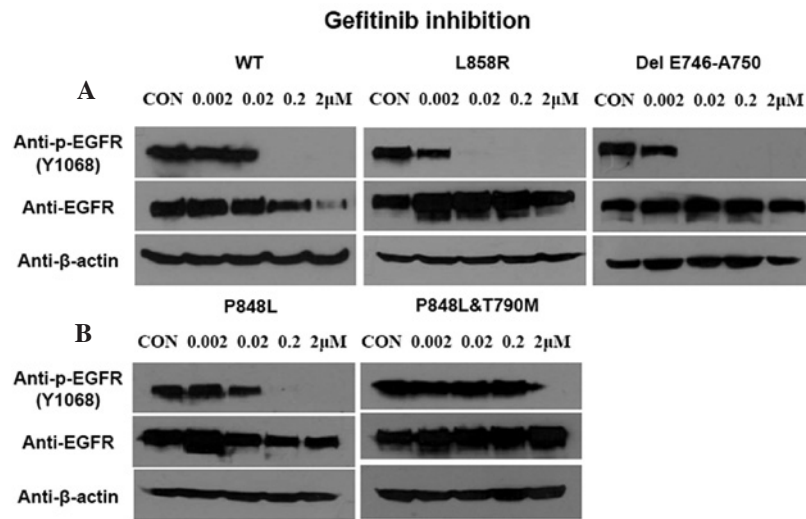 Gefitinib inhibition
WT L858R Del E746-A750
A
CON 0.002 0.02 0.2 2μM CON 0.002 0.02 0.2 2μM CON 0.002 0.02 0.2 2μM
Anti-p-EGFR
(Y1068)
Anti-EGFR
Anti-β-actin
P848L P848L&T790M
B
CON 0.002 0.02 0.2 2μM CON 0.002 0.02 0.2 2μM
Anti-p-EGFR
(Y1068)
Anti-EGFR
Anti-β-actin